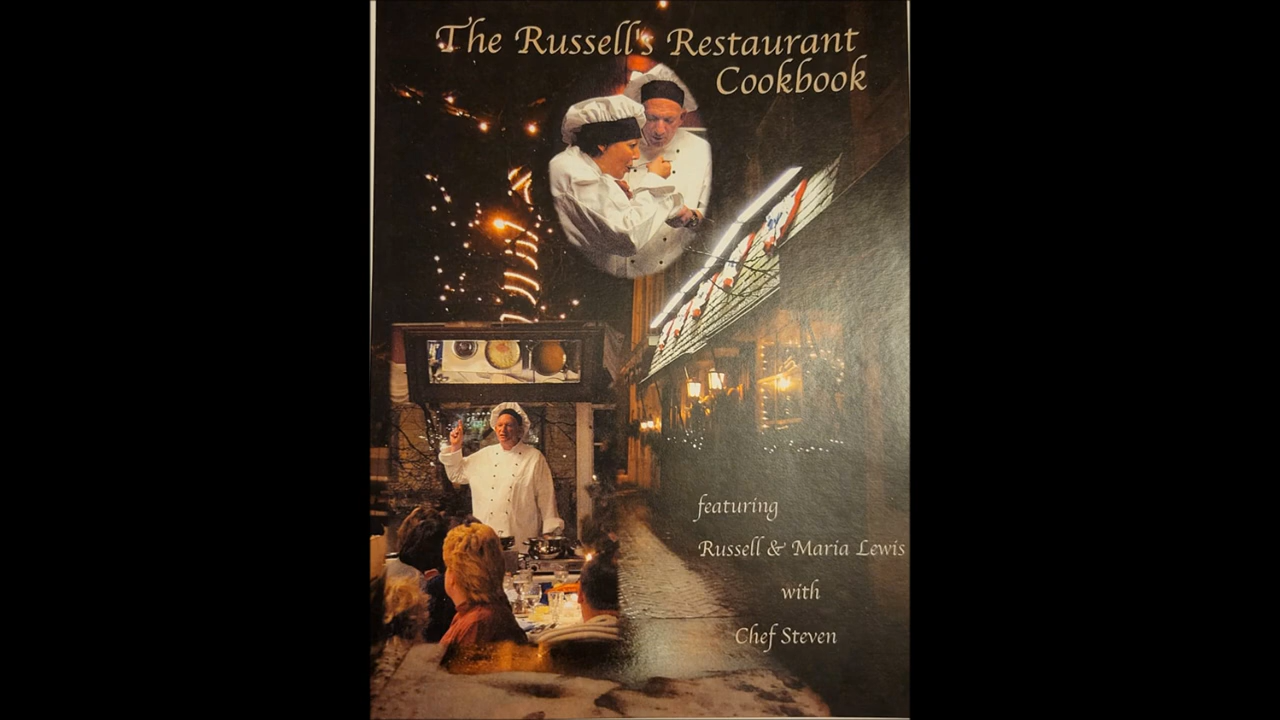 The Russell's Restaurant
Cookbook
featuring
Russell & Maria Lewis
with
Chef Steven